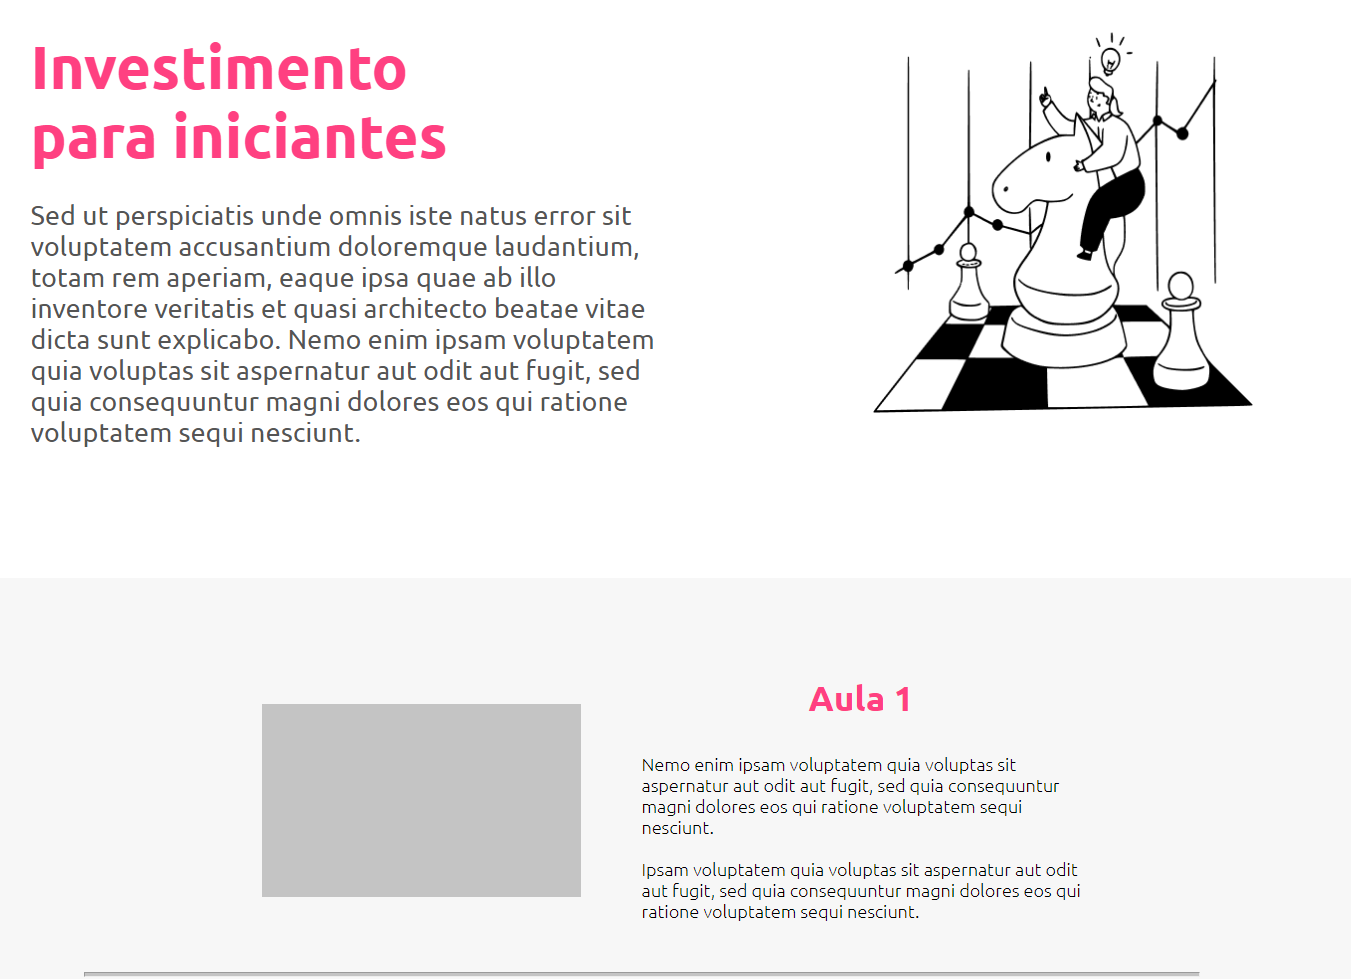 Investimento
para iniciantes
Sed ut perspiciatis unde omnis iste natus error sit
voluptatem accusantium doloremque laudantium,
totam rem aperiam, eaque ipsa quae ab illo
inventore veritatis et quasi architecto beatae vitae
dicta sunt explicabo. Nemo enim ipsam voluptatem
quia voluptas sit aspernatur aut odit aut fugit, sed
quia consequuntur magni dolores eos qui ratione
voluptatem sequi nesciunt.
Aula 1
Nemo enim ipsam voluptatem quia voluptas sit
aspernatur aut odit aut fugit, sed quia consequuntur
magni dolores eos qui ratione voluptatem sequi
nesciunt.
Ipsam voluptatem quia voluptas sit aspernatur aut odit
aut fugit, sed quia consequuntur magni dolores eos qui
ratione voluptatem sequi nesciunt.